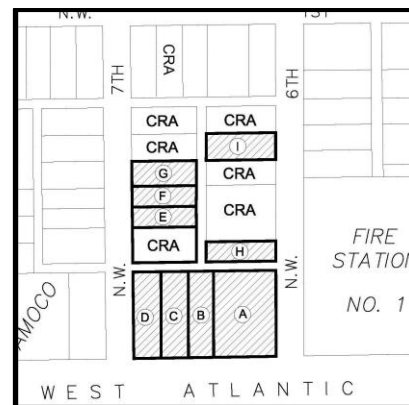 N.W. 1ST
CRA
7TH
6TH
CRA CRA
CRA I
G CRA
F
E CRA
CRA H
FIRE
STATION
NO. 1
N.W. N.W.
AMOCO
D C B A
WEST ATLANTIC